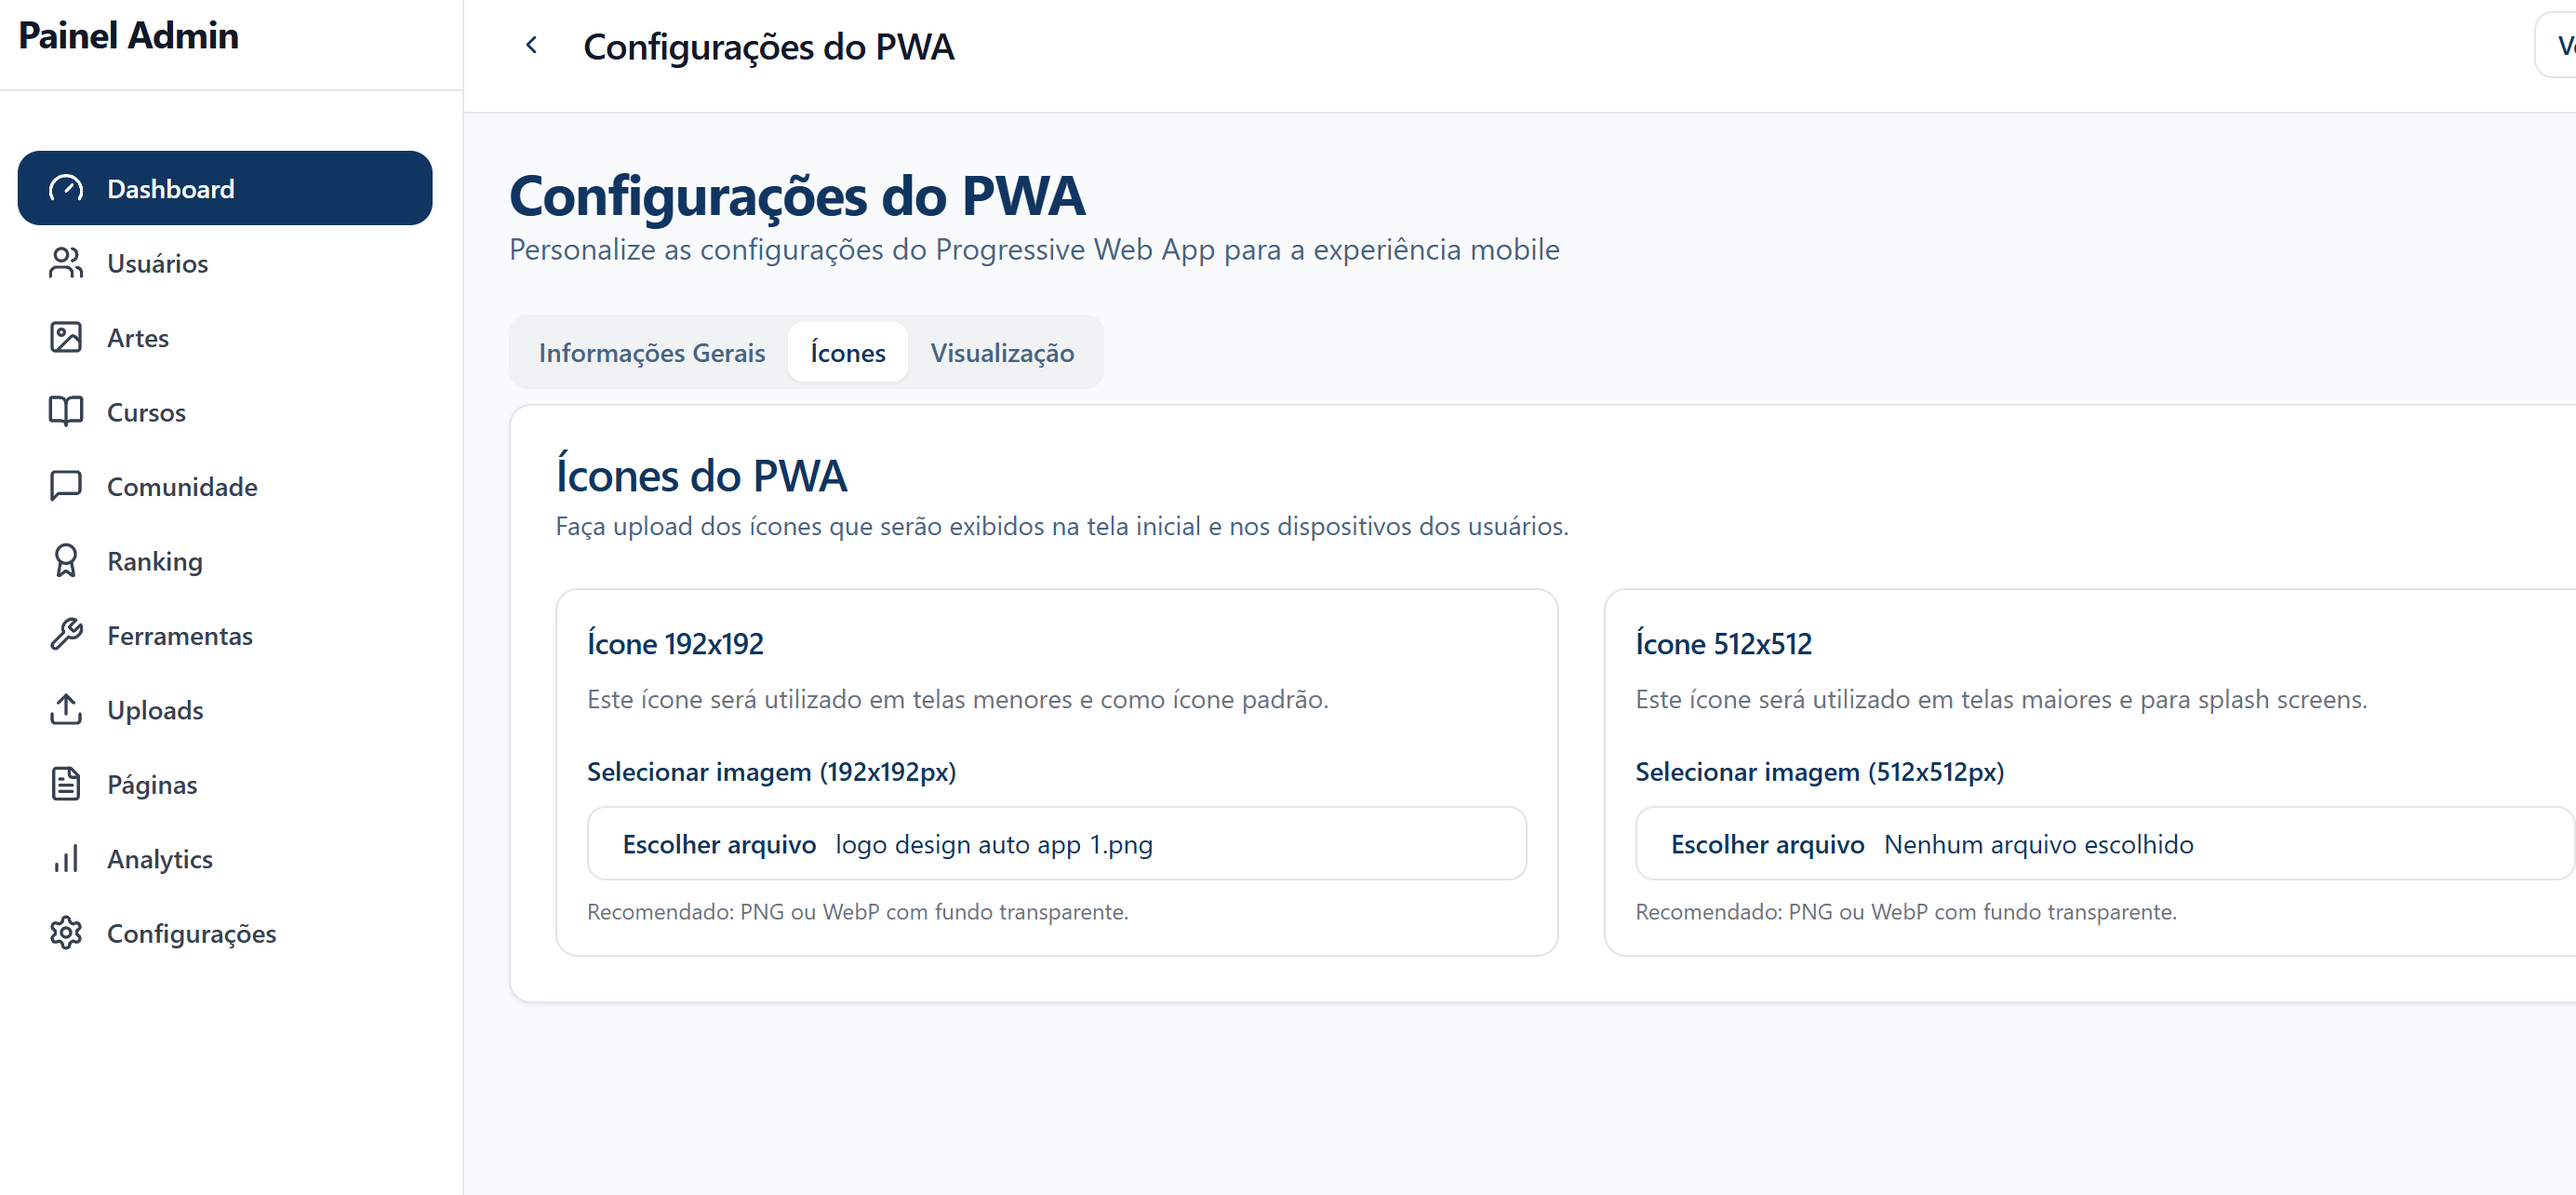 Painel Admin
Dashboard
Usuários
Artes
Cursos
Comunidade
Ranking
Ferramentas
Uploads
Páginas
Analytics
Configurações
Configurações do PWA
Configurações do PWA
Personalize as configurações do Progressive Web App para a experiência mobile
Informações Gerais
Ícones
Visualização
Ícones do PWA
Faça upload dos ícones que serão exibidos na tela inicial e nos dispositivos dos usuários.
Ícone 192x192
Este ícone será utilizado em telas menores e como ícone padrão.
Selecionar imagem (192x192px)
Escolher arquivo logo design auto app 1.png
Recomendado: PNG ou WebP com fundo transparente.
Ícone 512x512
Este ícone será utilizado em telas maiores e para splash screens.
Selecionar imagem (512x512px)
Escolher arquivo Nenhum arquivo escolhido
Recomendado: PNG ou WebP com fundo transparente.